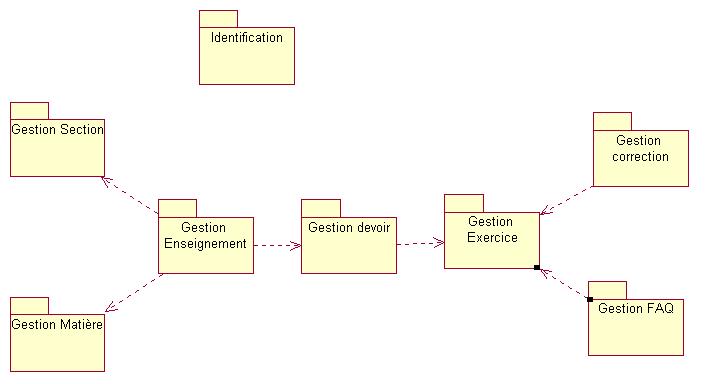 Identification
Gestion Section
Gestion
correction
Gestion
Enseignement
Gestion devoir
Gestion
Exercice
Gestion Matière
Gestion FAQ